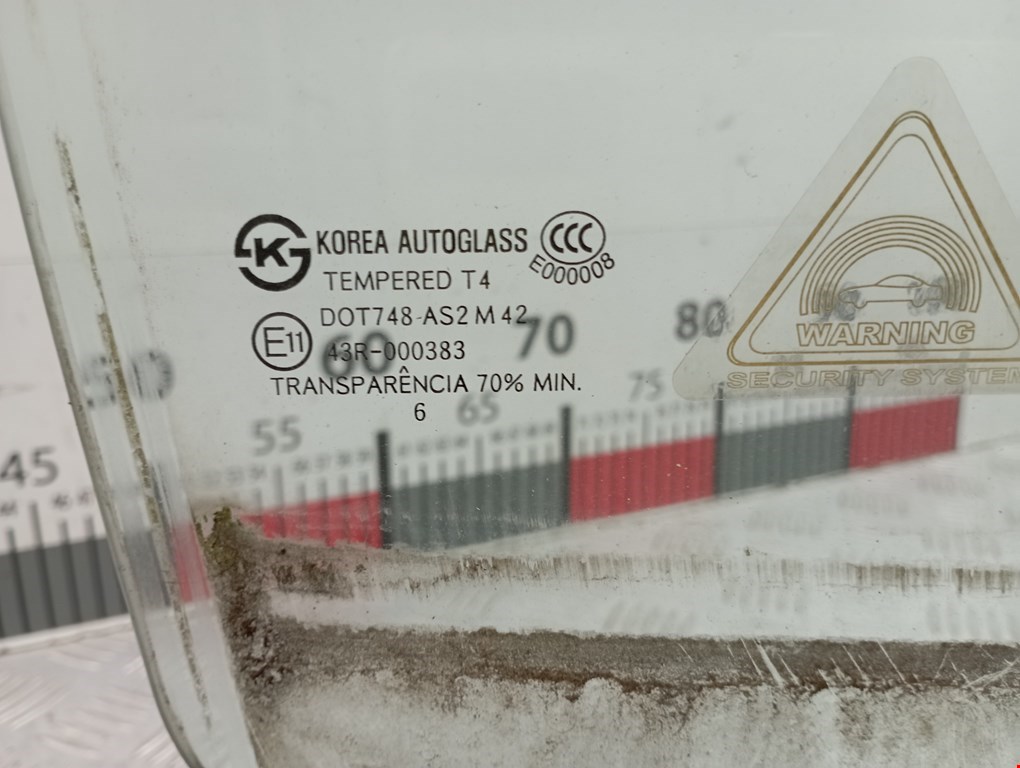 KOREA AUTOGLASS
CCC
E000008
TEMPERED T4
DOT748 AS2 M 42
E11
43R-000383
TRANSPARÊNCIA 70% MIN.
6
WARNING
SECURITY SYSTEM
45
55
60
65
70
75
80